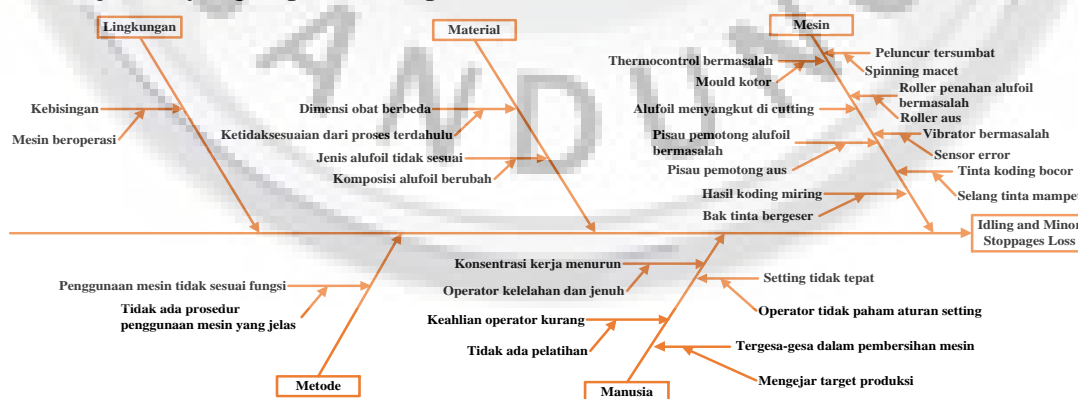 Lingkungan
Material
Mesin
Kebisingan
Mesin beroperasi
Dimensi obat berbeda
Ketidaksesuaian dari proses terdahulu
Jenis alufoil tidak sesuai
Komposisi alufoil berubah
Thermocontrol bermasalah
Mould kotor
Alufoil menyangkut di cutting
Pisau pemotong alufoil
bermasalah
Pisau pemotong aus
Hasil koding miring
Bak tinta bergeser
Peluncur tersumbat
Spinning macet
Roller penahan alufoil
bermasalah
Roller aus
Vibrator bermasalah
Sensor error
Tinta koding bocor
Selang tinta mampet
Idling and Minor
Stoppages Loss
Penggunaan mesin tidak sesuai fungsi
Tidak ada prosedur
penggunaan mesin yang jelas
Metode
Konsentrasi kerja menurun
Operator kelelahan dan jenuh
Keahlian operator kurang
Tidak ada pelatihan
Setting tidak tepat
Operator tidak paham aturan setting
Tergesa-gesa dalam pembersihan mesin
Mengejar target produksi
Manusia
ANDUN